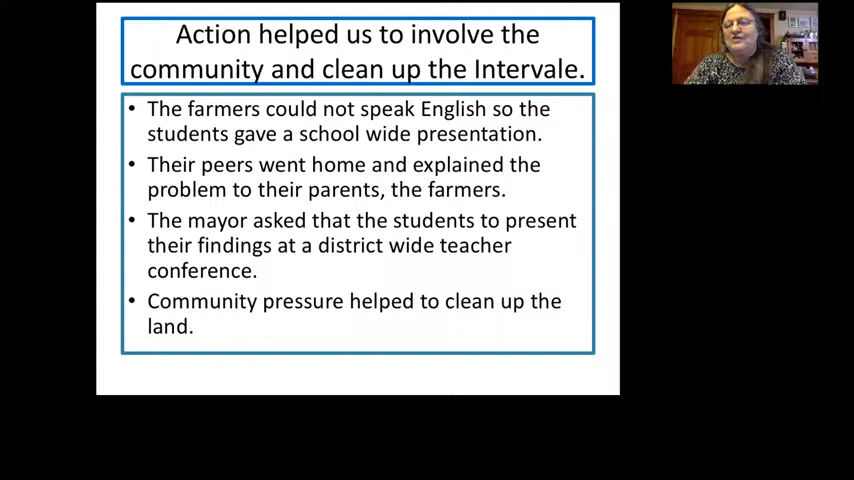 Action helped us to involve the
community and clean up the Intervale.
• The farmers could not speak English so the
students gave a school wide presentation.
• Their peers went home and explained the
problem to their parents, the farmers.
• The mayor asked that the students to present
their findings at a district wide teacher
conference.
• Community pressure helped to clean up the
land.